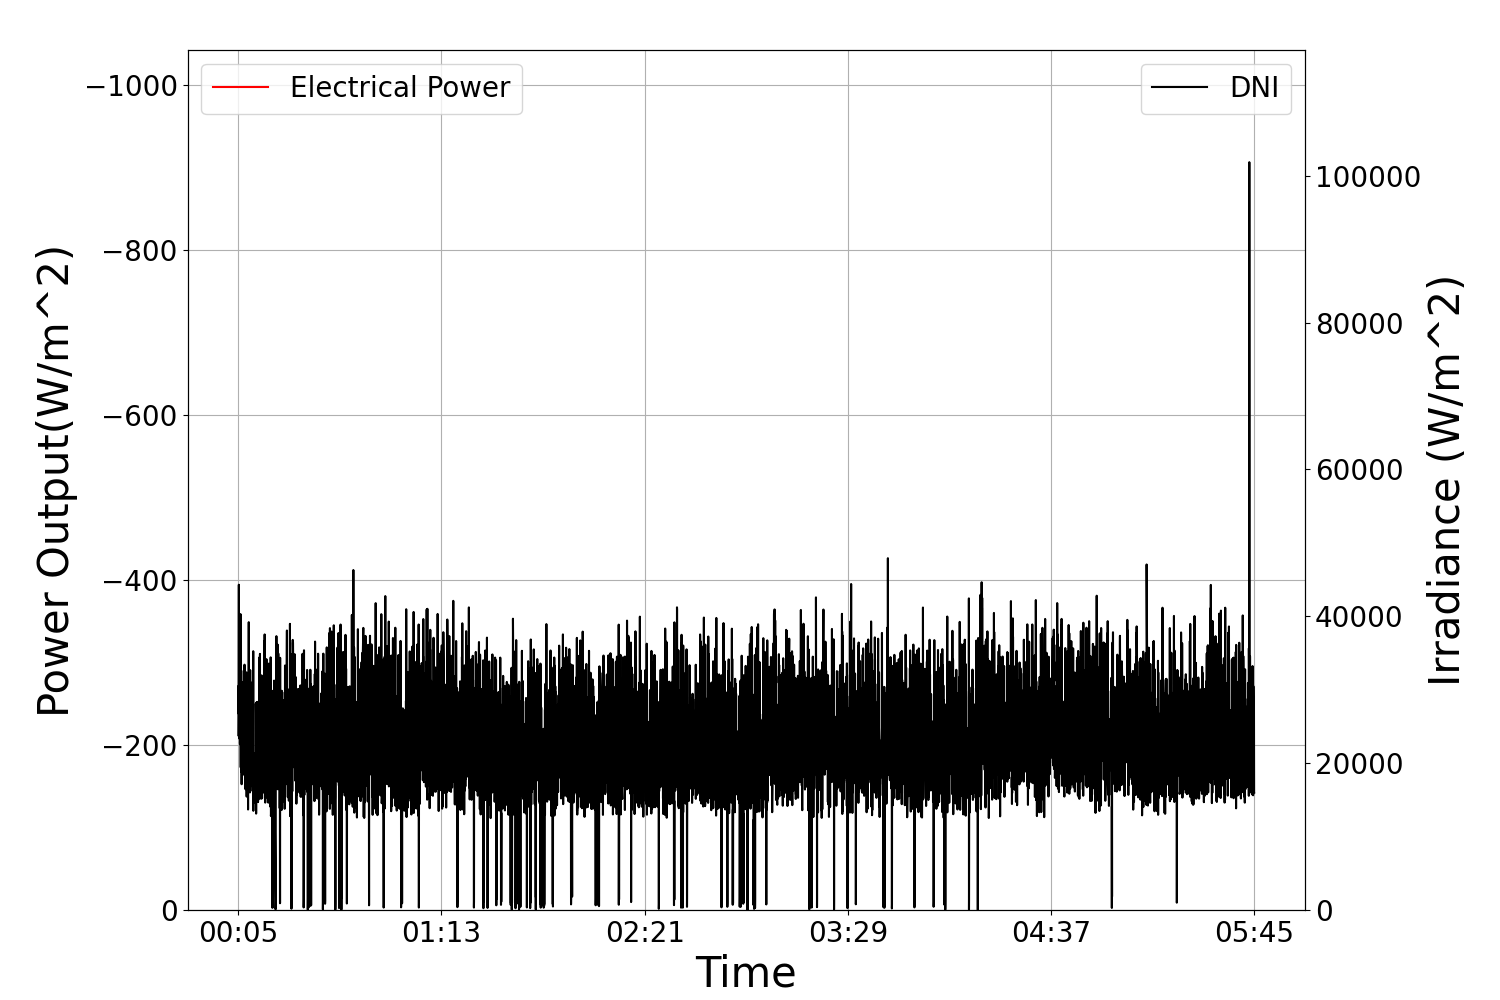 Electrical Power
DNI
Power Output(W/m^2)
−1000
−800
−600
−400
−200
0
100000
80000
60000
40000
20000
0
Irradiance (W/m^2)
00:05 01:13 02:21 03:29 04:37 05:45
Time